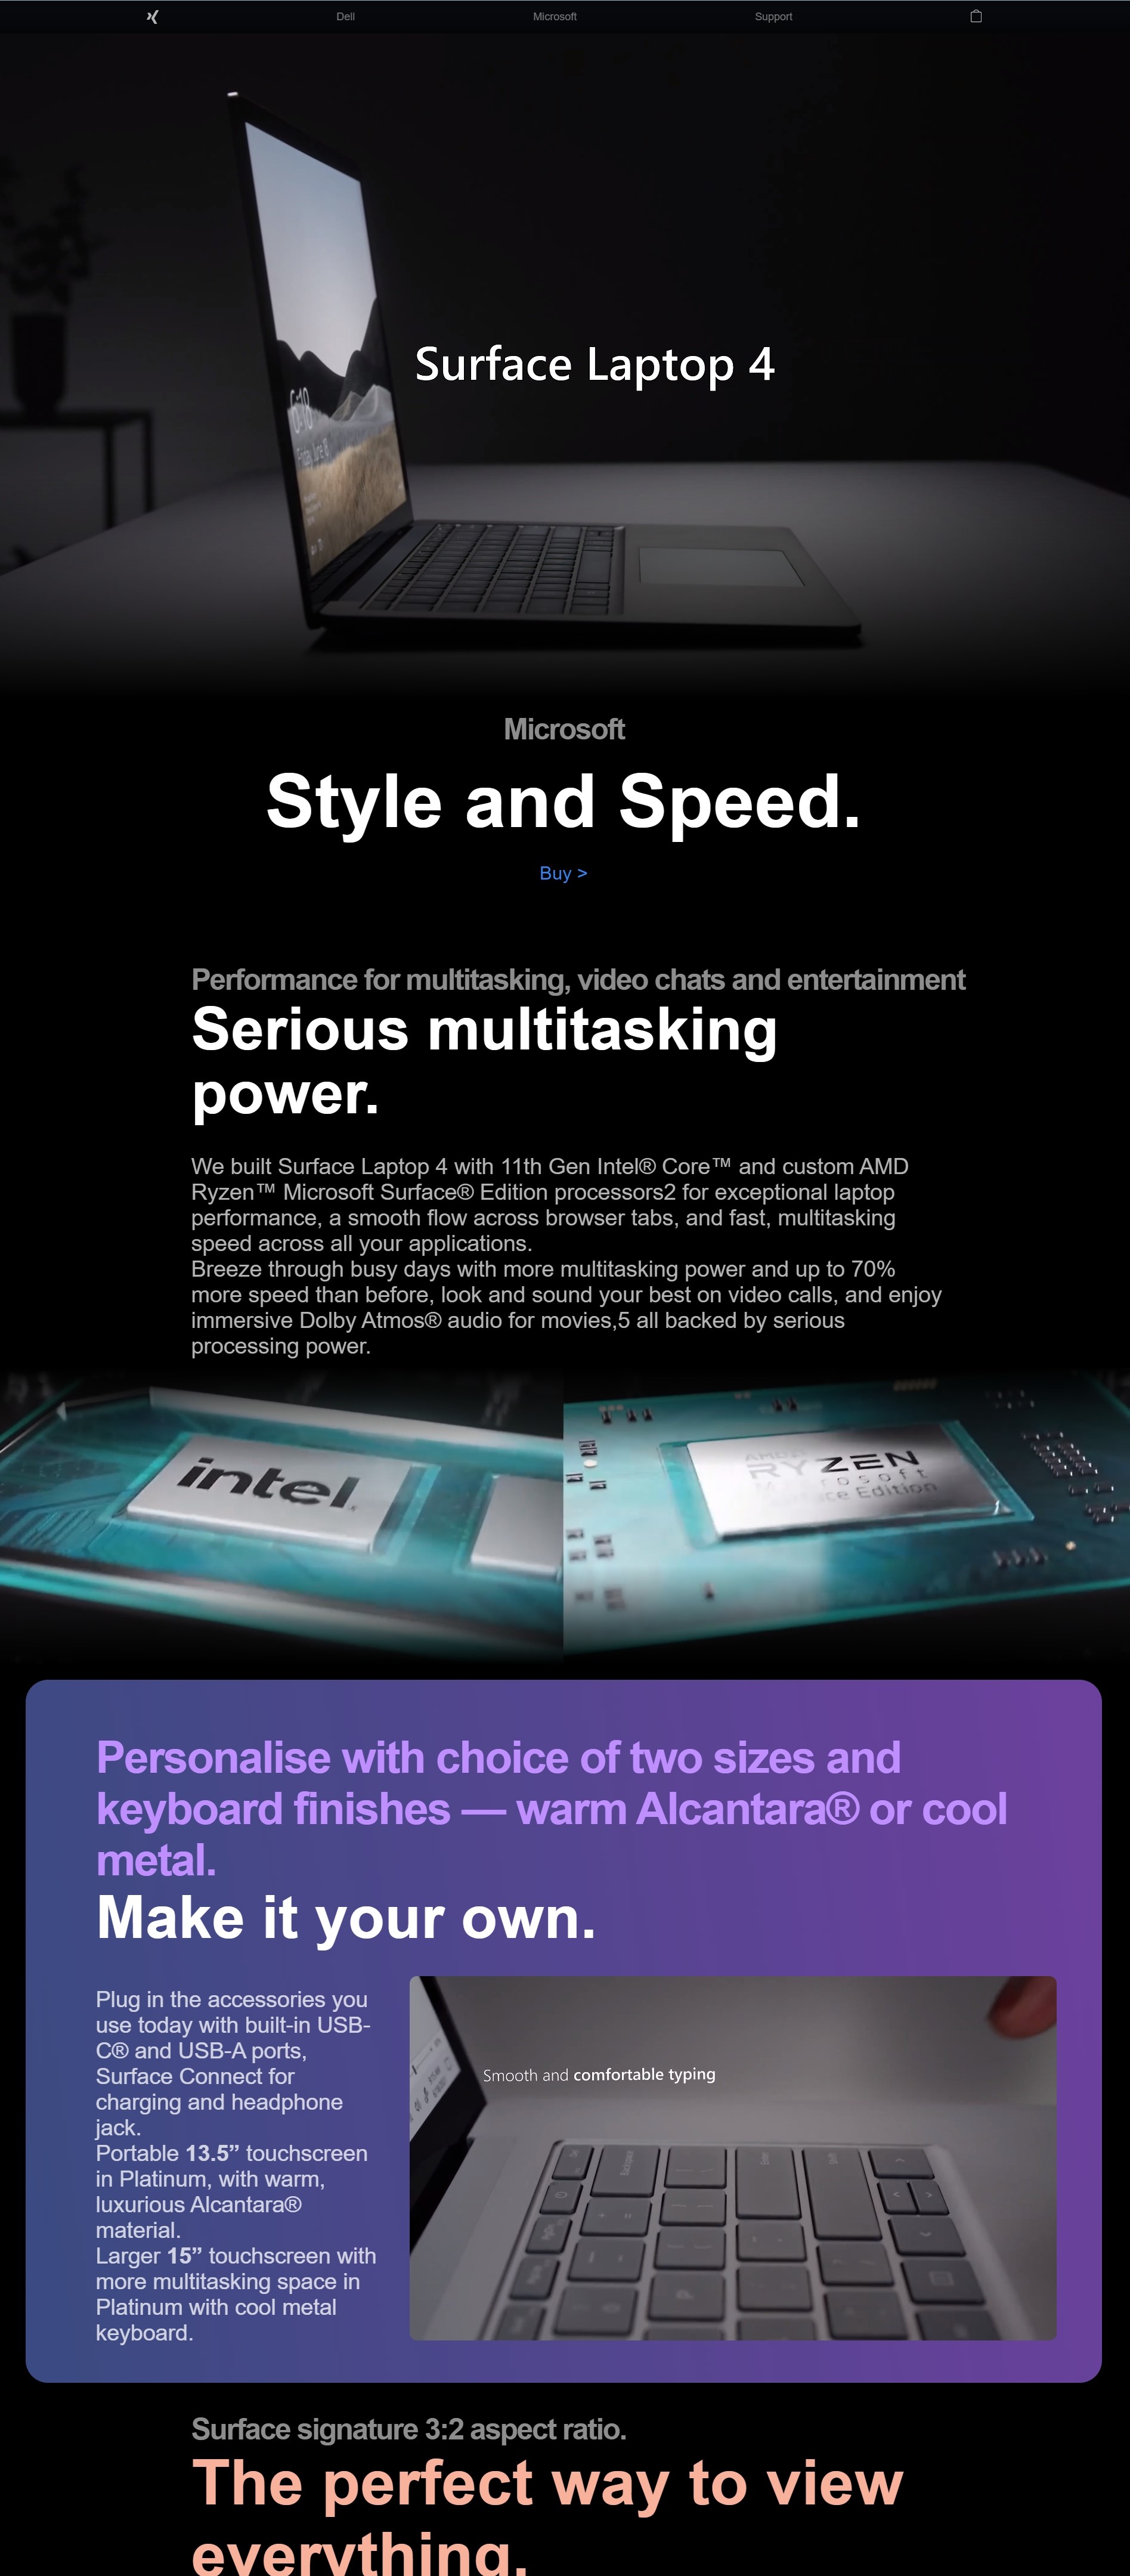 Dell Microsoft Support
Surface Laptop 4
6:18
Friday, June 18
Microsoft
Style and Speed.
Buy >
Performance for multitasking, video chats and entertainment
Serious multitasking
power.
We built Surface Laptop 4 with 11th Gen Intel® Core™ and custom AMD
Ryzen™ Microsoft Surface® Edition processors2 for exceptional laptop
performance, a smooth flow across browser tabs, and fast, multitasking
speed across all your applications.
Breeze through busy days with more multitasking power and up to 70%
more speed than before, look and sound your best on video calls, and enjoy
immersive Dolby Atmos® audio for movies,5 all backed by serious
processing power.
intel
AMD
RYZEN
Edition
Personalise with choice of two sizes and
keyboard finishes — warm Alcantara® or cool
metal.
Make it your own.
Plug in the accessories you
use today with built-in USB-
C® and USB-A ports,
Surface Connect for
charging and headphone
jack.
Portable 13.5” touchscreen
in Platinum, with warm,
luxurious Alcantara®
material.
Larger 15” touchscreen with
more multitasking space in
Platinum with cool metal
keyboard.
Smooth and comfortable typing
Backspace
Surface signature 3:2 aspect ratio.
The perfect way to view
everything.